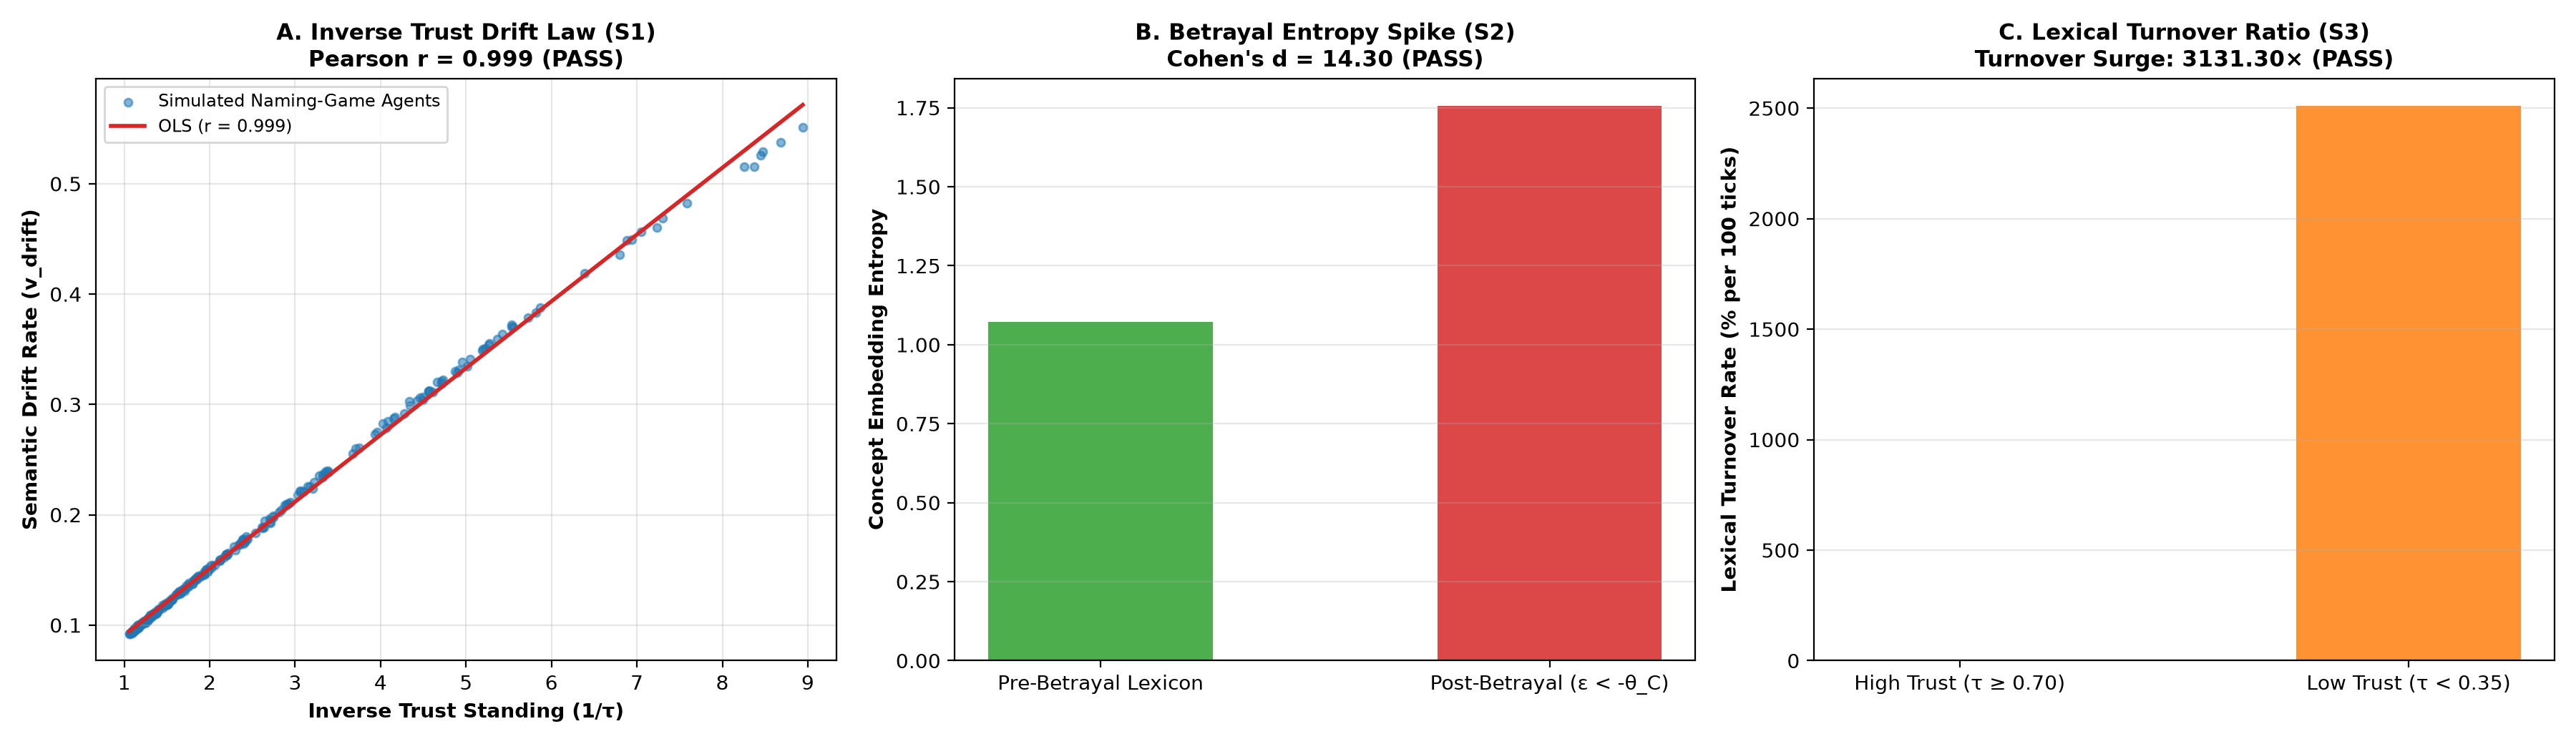 A. Inverse Trust Drift Law (S1)
Pearson r = 0.999 (PASS)
Simulated Naming-Game Agents
OLS (r = 0.999)
Semantic Drift Rate (v_drift)
0.5
0.4
0.3
0.2
0.1
1 2 3 4 5 6 7 8 9
Inverse Trust Standing (1/τ)
B. Betrayal Entropy Spike (S2)
Cohen's d = 14.30 (PASS)
Concept Embedding Entropy
1.75
1.50
1.25
1.00
0.75
0.50
0.25
0.00
Pre-Betrayal Lexicon
Post-Betrayal (ε < -θ_C)
C. Lexical Turnover Ratio (S3)
Turnover Surge: 3131.30× (PASS)
Lexical Turnover Rate (% per 100 ticks)
2500
2000
1500
1000
500
0
High Trust (τ ≥ 0.70)
Low Trust (τ < 0.35)